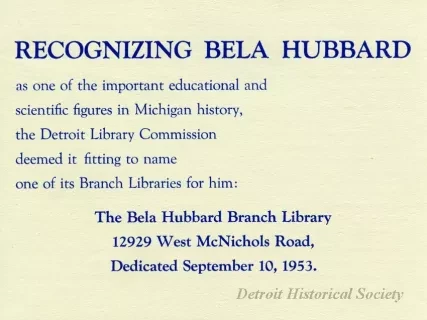 RECOGNIZING BELA HUBBARD
as one of the important educational and
scientific figures in Michigan history,
the Detroit Library Commission
deemed it fitting to name
one of its Branch Libraries for him:
The Bela Hubbard Branch Library
12929 West McNichols Road,
Dedicated September 10, 1953.
Detroit Historical Society